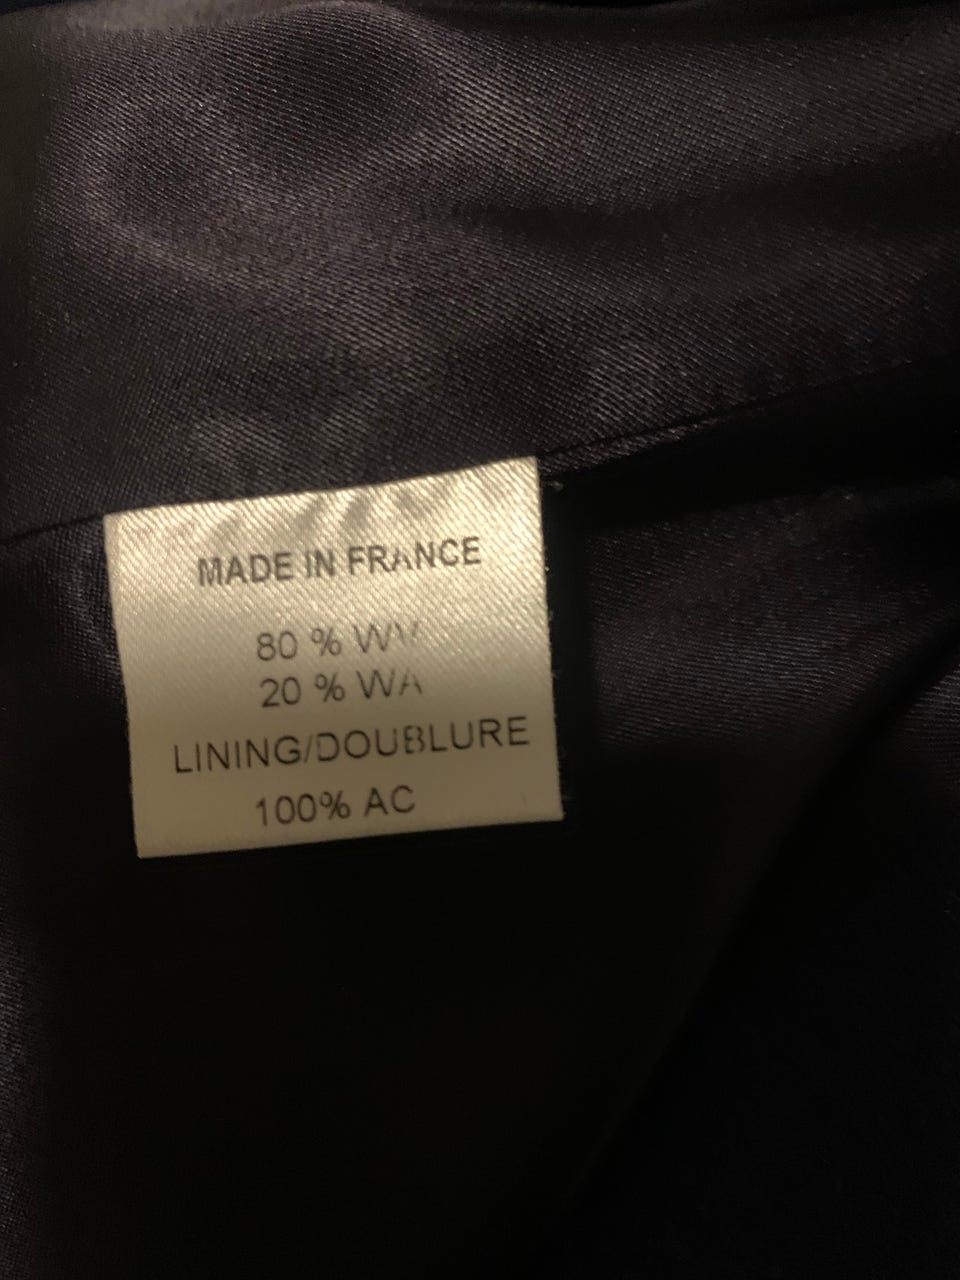 MADE IN FRANCE
80 % WV
20 % WA
LINING/DOUBLURE
100% AC